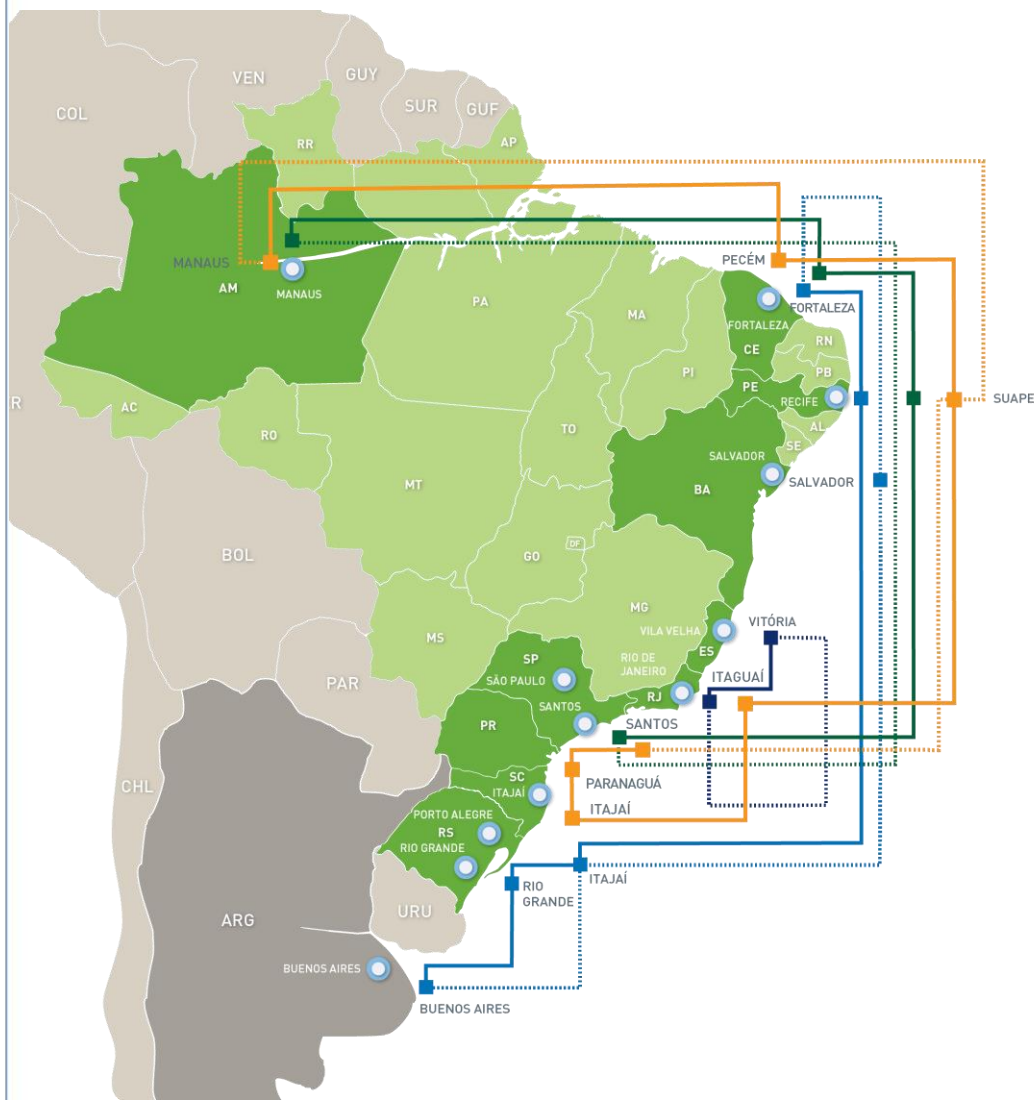 GUY
VEN
SUR
GUF
COL
RR
AP
MANAUS
PECÉM
AM
MANAUS
PA
FORTALEZA
MA
FORTALEZA
RN
CE
PI
PB
PE
SUAPE
RECIFE
R
AC
TO
AL
RO
SE
SALVADOR
SALVADOR
MT
BA
DF
BOL
GO
MG
VITÓRIA
VILA VELHA
MS
ES
SP
RIO DE
JANEIRO
ITAGUAÍ
SÃO PAULO
PAR
RJ
SANTOS
SANTOS
PR
SC
PARANAGUÁ
CHL
ITAJAÍ
ITAJAÍ
PORTO ALEGRE
RS
RIO GRANDE
ITAJAÍ
RIO
GRANDE
URU
ARG
BUENOS AIRES
BUENOS AIRES